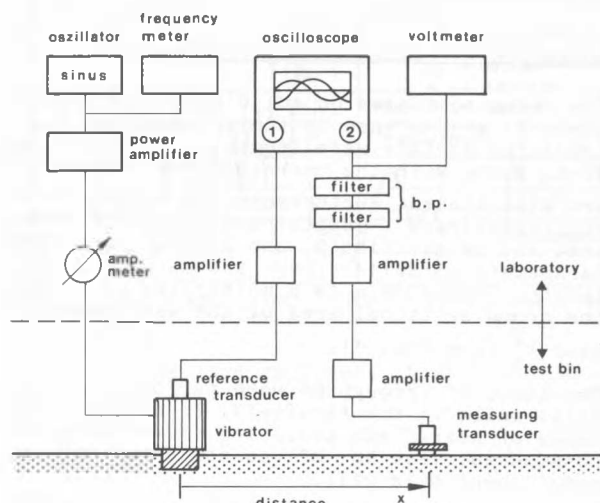 frequency
meter
oszillator
oscilloscope
voltmeter
sinus
1
2
power
amplifier
filter
filter
b.p.
amp.
meter
amplifier
amplifier
laboratory
test bin
reference
transducer
amplifier
vibrator
measuring
transducer
x
distance